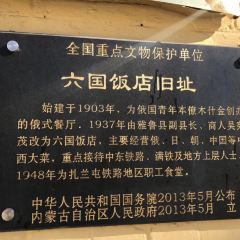 全国重点文物保护单位
六国饭店旧址
始建于1903年，为俄国青年本僚木什金创
的俄式餐厅。1937年由雅鲁县副县长、商人吴
茂改为六国饭店，主要经营俄、日、朝、中国等
西大菜，重点接待中东铁路、满铁及地方上层人士
1948年为扎兰屯铁路地区职工食堂。
中华人民共和国国务院2013年5月公布
内蒙古自治区人民政府2013年5月 立